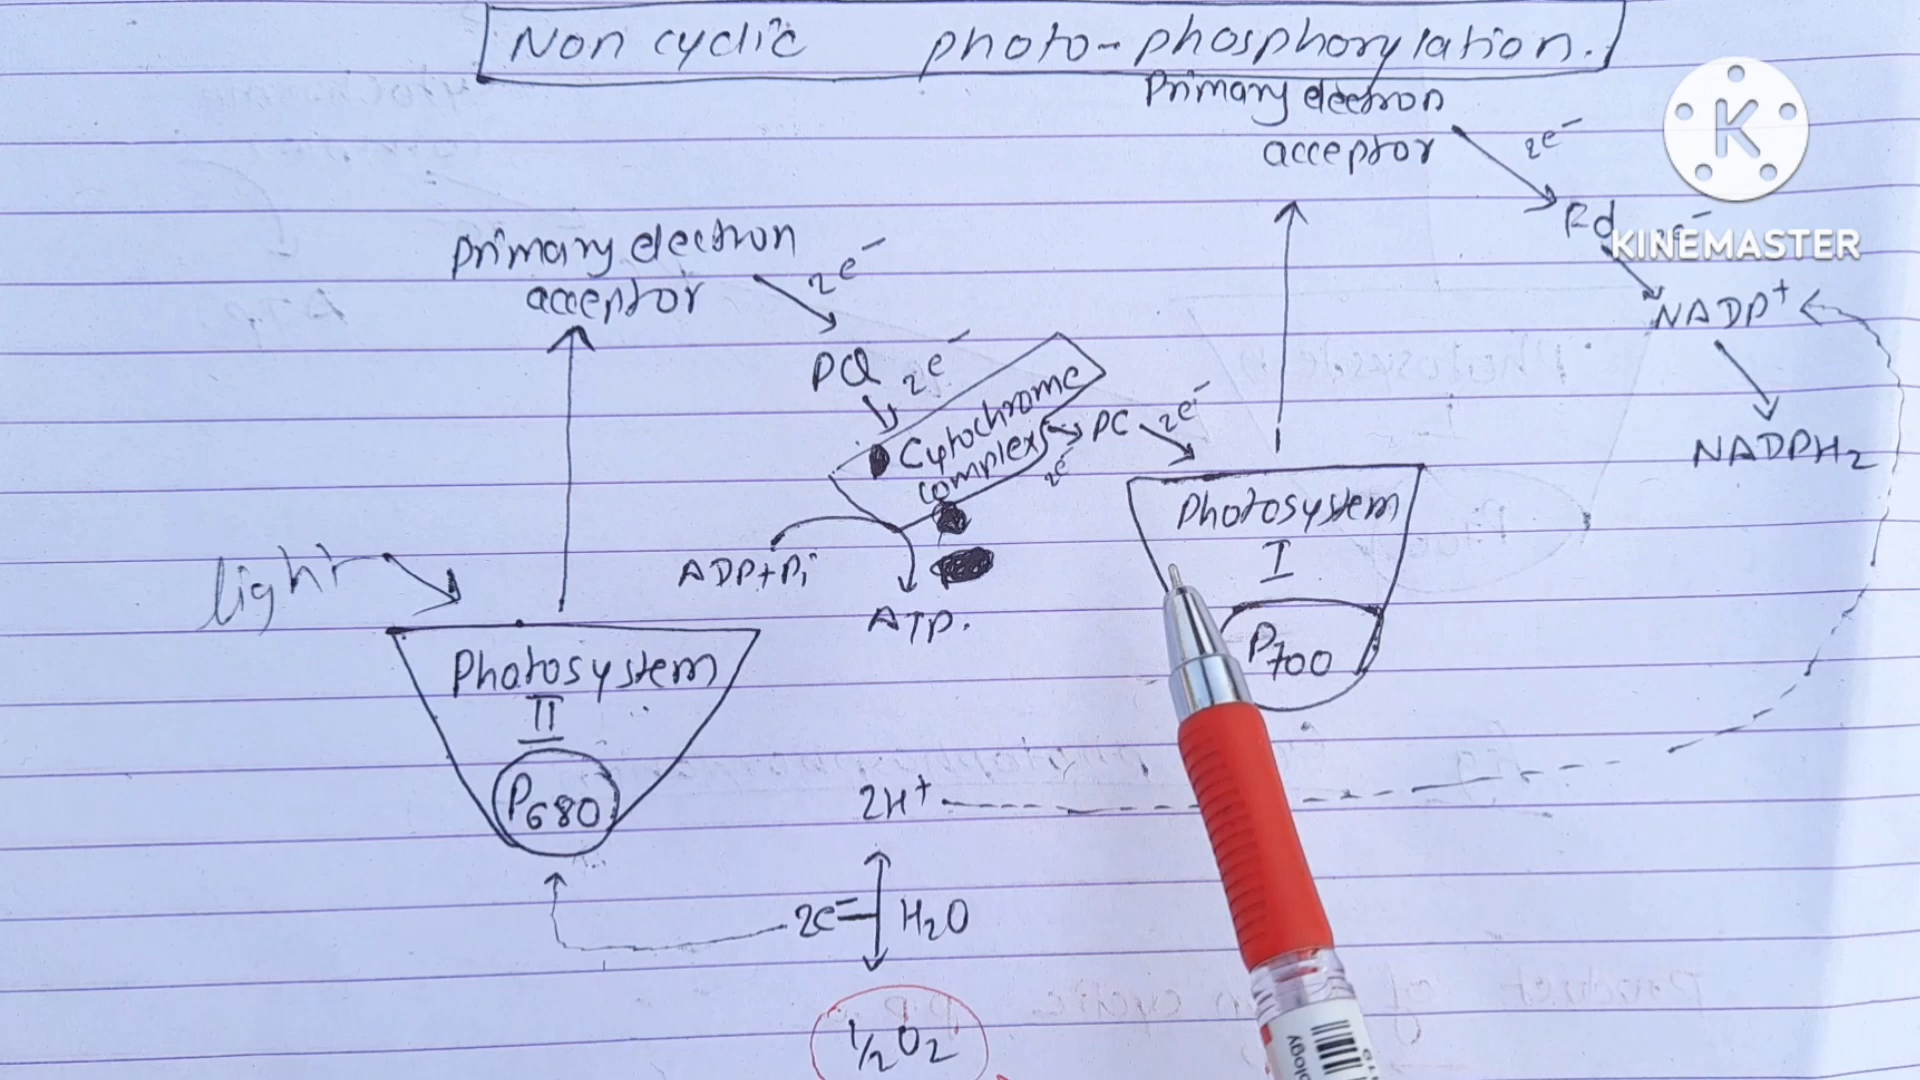 Non cyclic photo-phosphorylation.
Primary electron
acceptor
2e⁻
Fd
KINEMASTER
K
NADP⁺
NADPH₂
Primary electron
acceptor
2e⁻
PQ 2e⁻
Cytochrome
complex
2e⁻
PC 2e⁻
ADP+Pi
ATP.
light
Photosystem
II
P680
Photosystem
I
P700
2H⁺
2e⁻
H₂O
½O₂